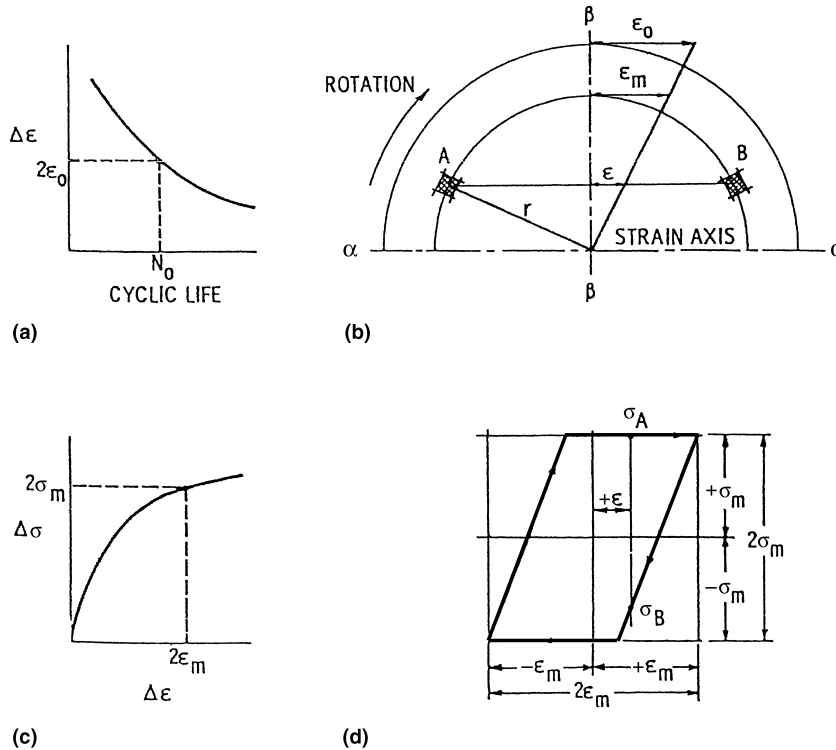 Δε
2ε₀
N₀
CYCLIC LIFE
(a)
β
ε₀
εₘ
ROTATION
A
B
ε
r
STRAIN AXIS
α
α
β
(b)
2σₘ
Δσ
2εₘ
Δε
(c)
σ_A
+ε
+σₘ
2σₘ
−σₘ
σ_B
−εₘ
+εₘ
2εₘ
(d)